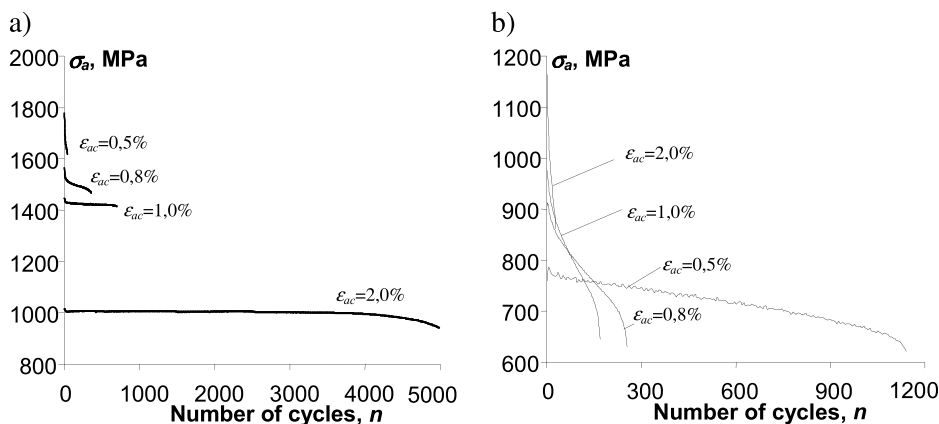 a)
σa, MPa
2000
1800
1600
1400
1200
1000
800
εac=0,5%
εac=0,8%
εac=1,0%
εac=2,0%
0 1000 2000 3000 4000 5000
Number of cycles, n
b)
σa, MPa
1200
1100
1000
900
800
700
600
εac=2,0%
εac=1,0%
εac=0,5%
εac=0,8%
0 300 600 900 1200
Number of cycles, n